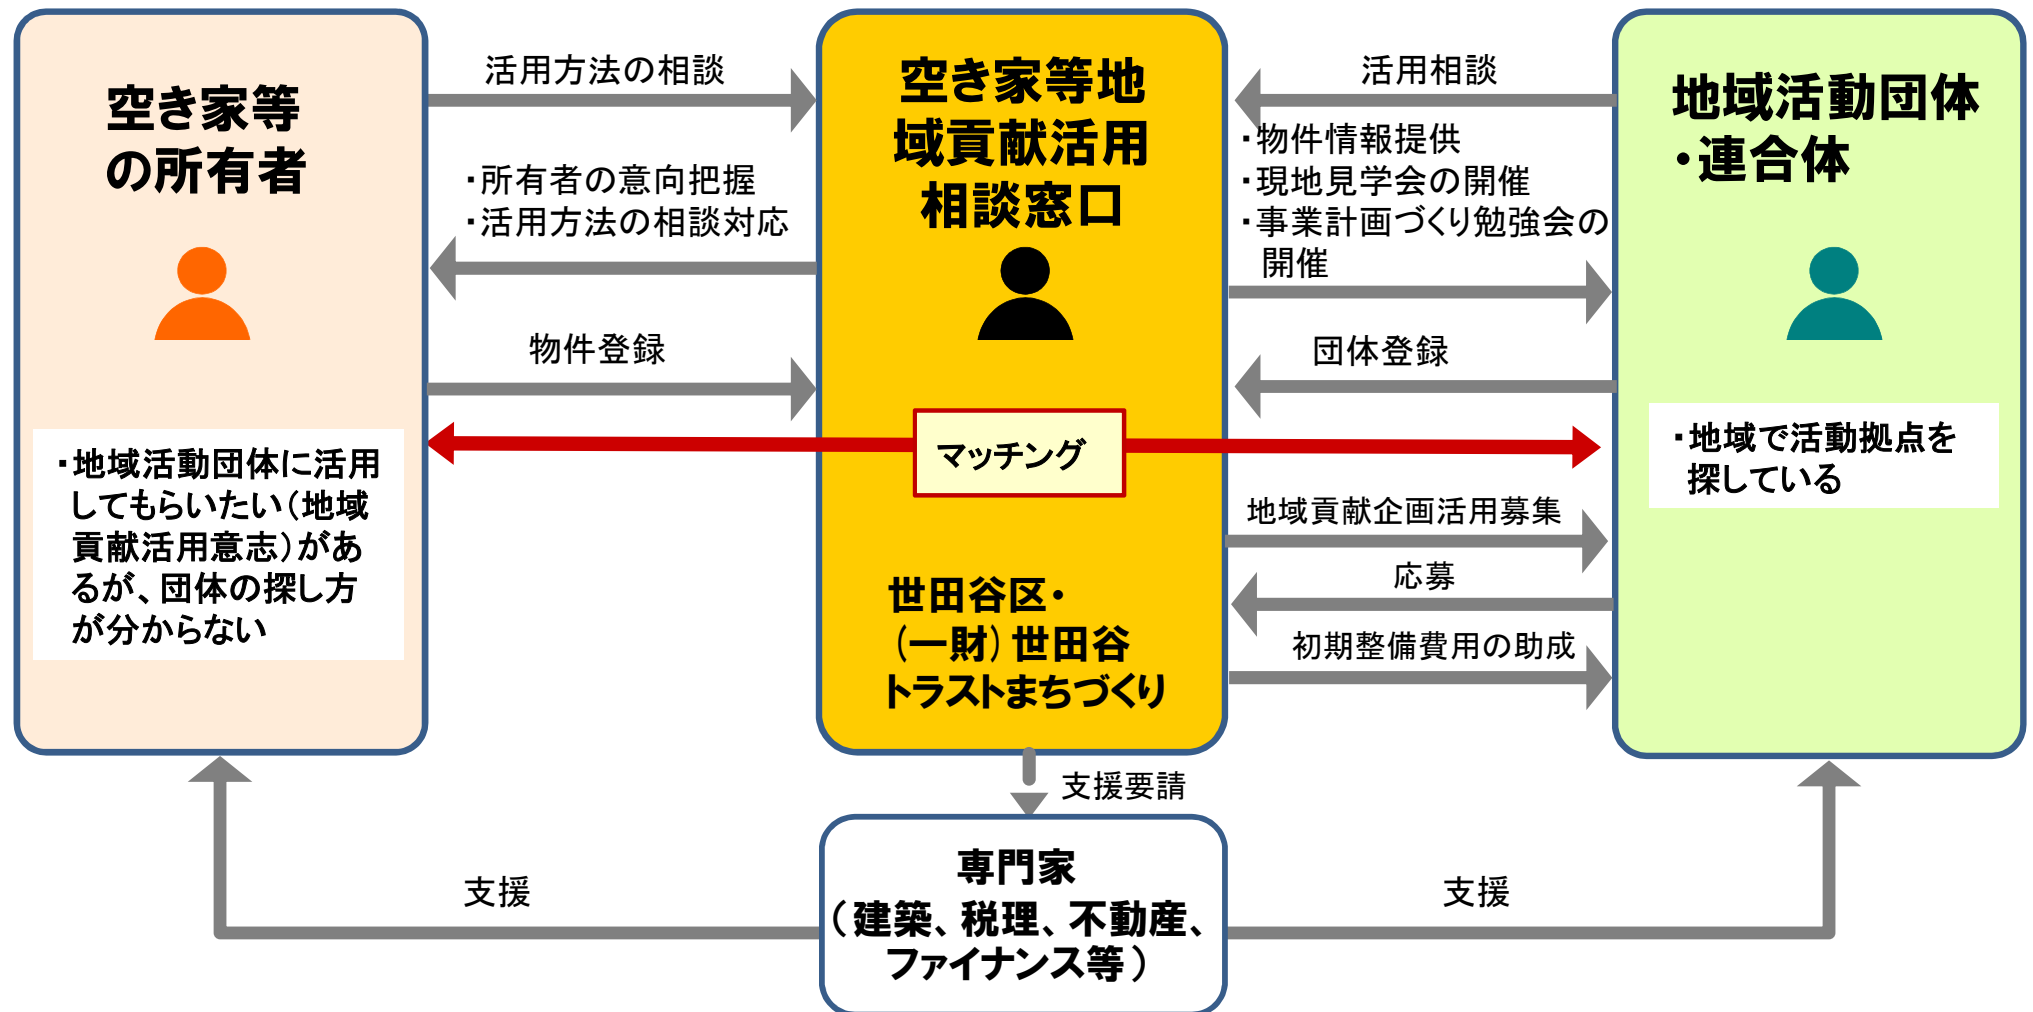 空き家等
の所有者
・地域活動団体に活用
してもらいたい（地域
貢献活用意志）があ
るが、団体の探し方
が分からない
活用方法の相談
・所有者の意向把握
・活用方法の相談対応
物件登録
空き家等地
域貢献活用
相談窓口
マッチング
世田谷区・
（一財）世田谷
トラストまちづくり
活用相談
・物件情報提供
・現地見学会の開催
・事業計画づくり勉強会の
開催
団体登録
地域貢献企画活用募集
応募
初期整備費用の助成
地域活動団体
・連合体
・地域で活動拠点を
探している
支援要請
専門家
（建築、税理、不動産、
ファイナンス等）
支援
支援